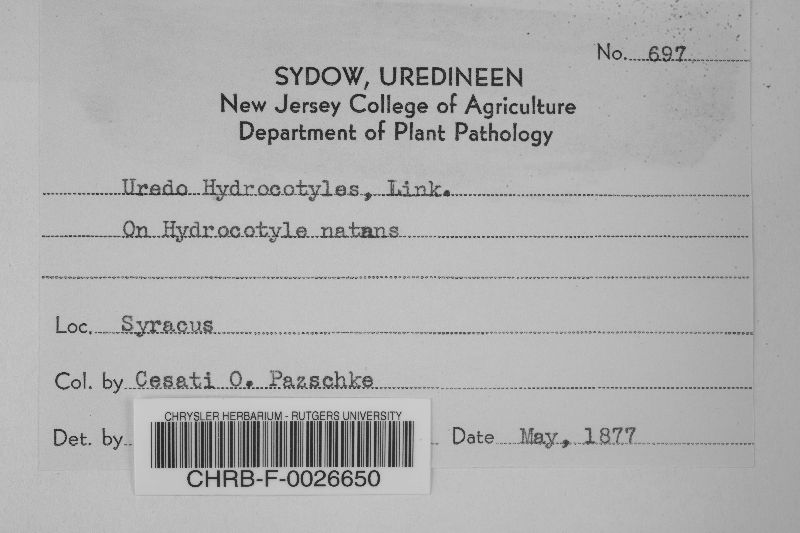 No. 697
SYDOW, UREDINEEN
New Jersey College of Agriculture
Department of Plant Pathology
Uredo Hydrocotyles, Link.
On Hydrocotyle natans
Loc. Syracus
Col. by Cesati O. Pazschke
Det. by
Date May, 1877
CHRYSLER HERBARIUM - RUTGERS UNIVERSITY
CHRB-F-0026650